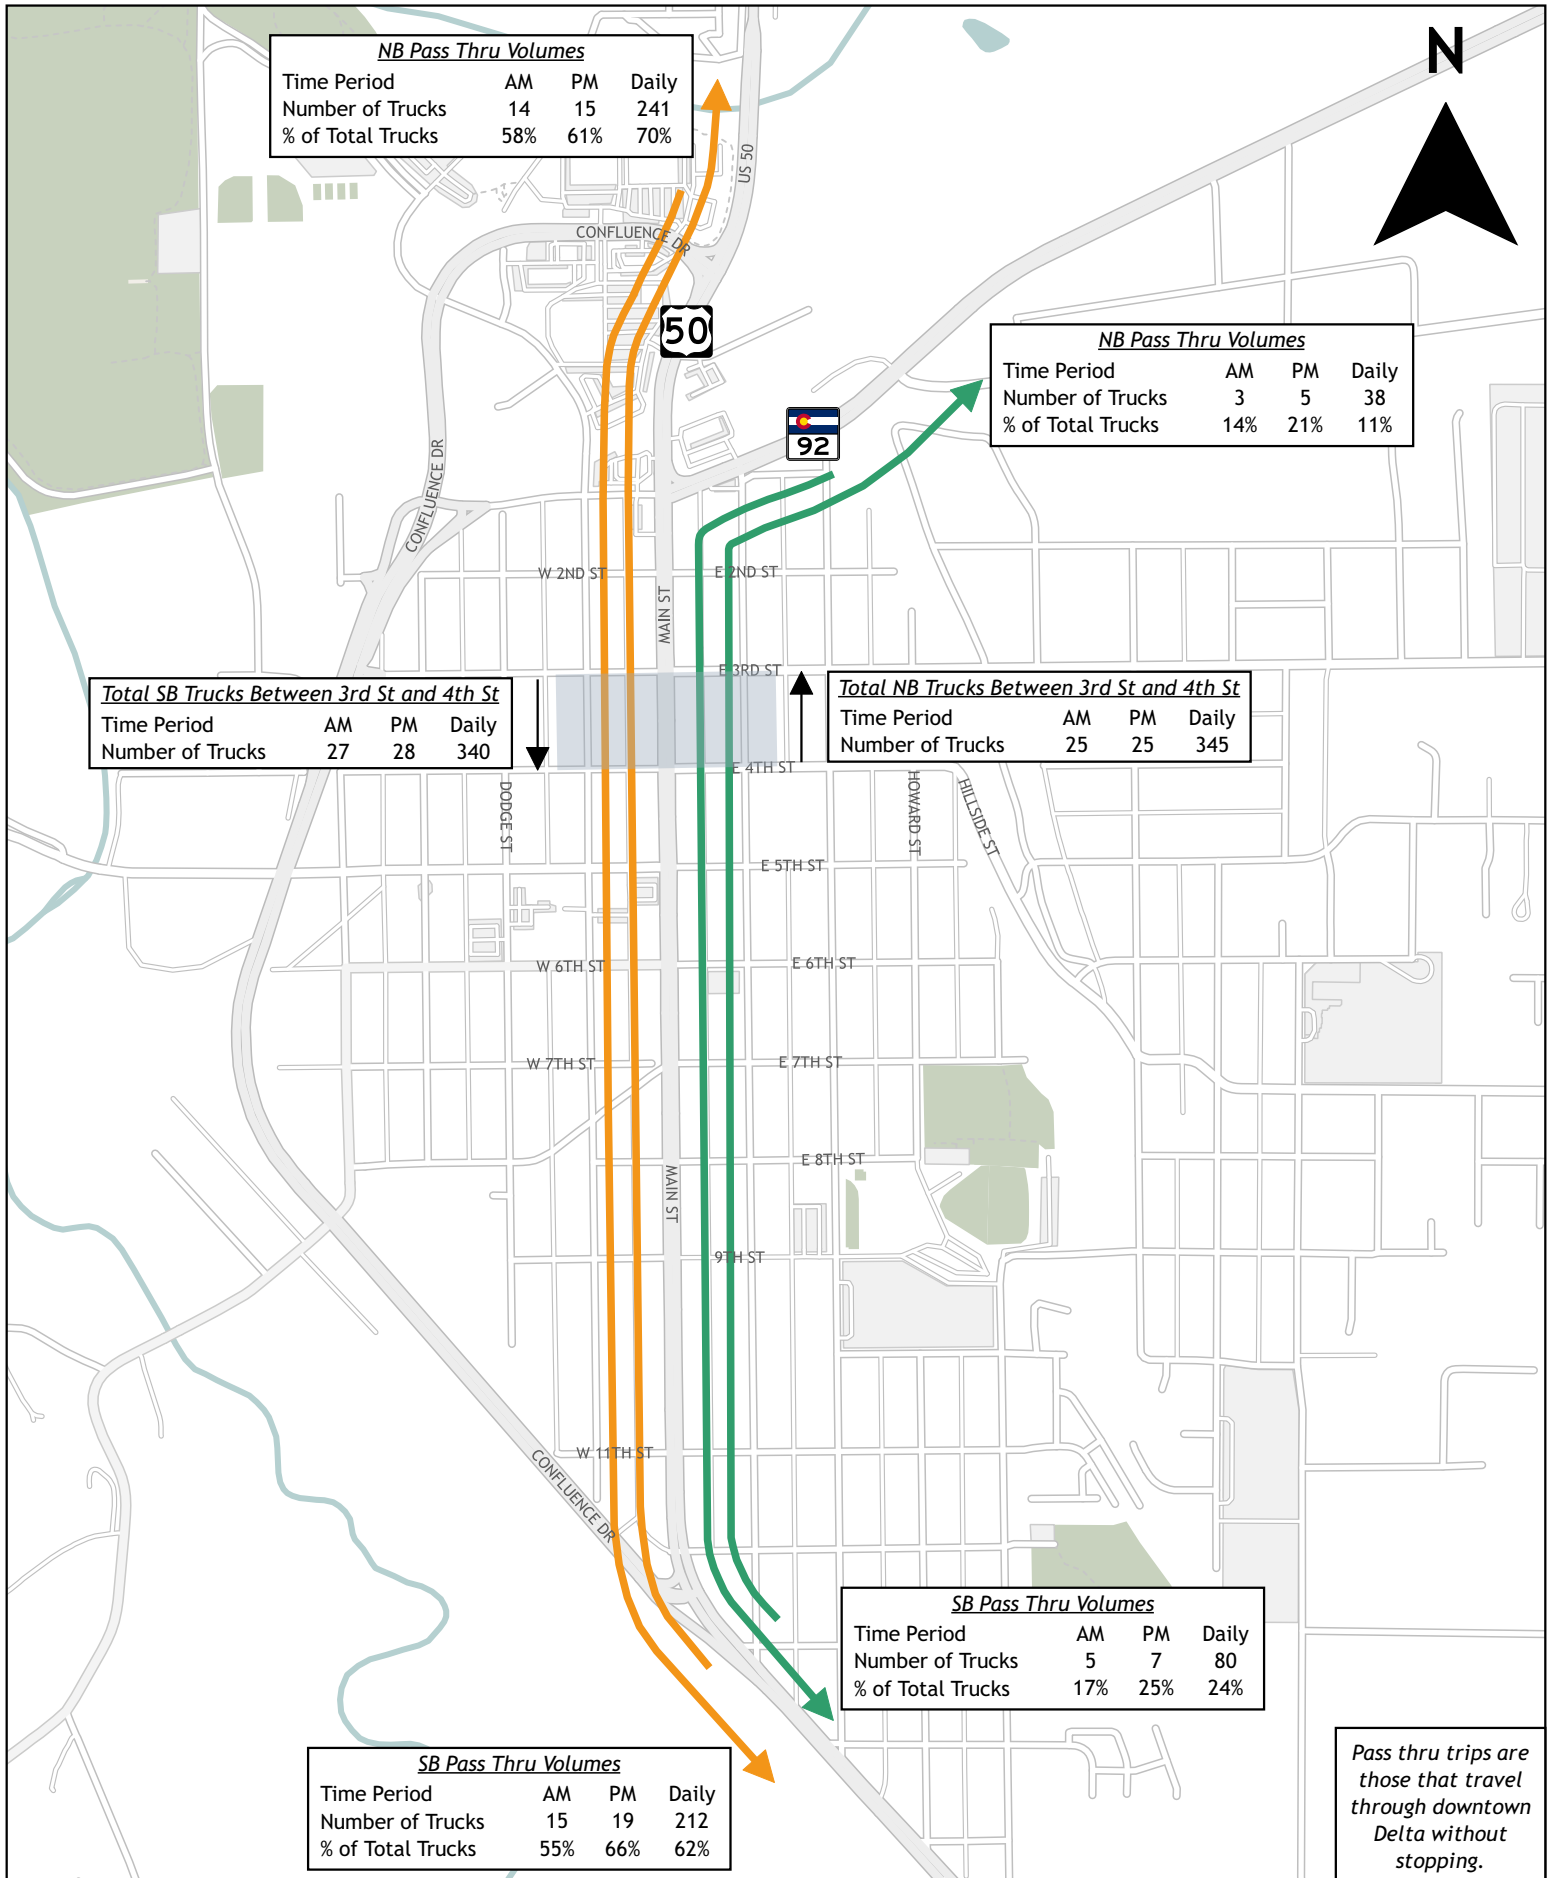 NB Pass Thru Volumes
Time Period AM PM Daily
Number of Trucks 14 15 241
% of Total Trucks 58% 61% 70%
N
US 50
CONFLUENCE DR
50
NB Pass Thru Volumes
Time Period AM PM Daily
Number of Trucks 3 5 38
% of Total Trucks 14% 21% 11%
92
CONFLUENCE DR
W 2ND ST
E 2ND ST
MAIN ST
E 3RD ST
Total SB Trucks Between 3rd St and 4th St
Time Period AM PM Daily
Number of Trucks 27 28 340
Total NB Trucks Between 3rd St and 4th St
Time Period AM PM Daily
Number of Trucks 25 25 345
E 4TH ST
DODGE ST
HOWARD ST
HILLSIDE ST
E 5TH ST
W 6TH ST
E 6TH ST
W 7TH ST
E 7TH ST
E 8TH ST
MAIN ST
9TH ST
W 11TH ST
CONFLUENCE DR
SB Pass Thru Volumes
Time Period AM PM Daily
Number of Trucks 5 7 80
% of Total Trucks 17% 25% 24%
SB Pass Thru Volumes
Time Period AM PM Daily
Number of Trucks 15 19 212
% of Total Trucks 55% 66% 62%
Pass thru trips are
those that travel
through downtown
Delta without
stopping.